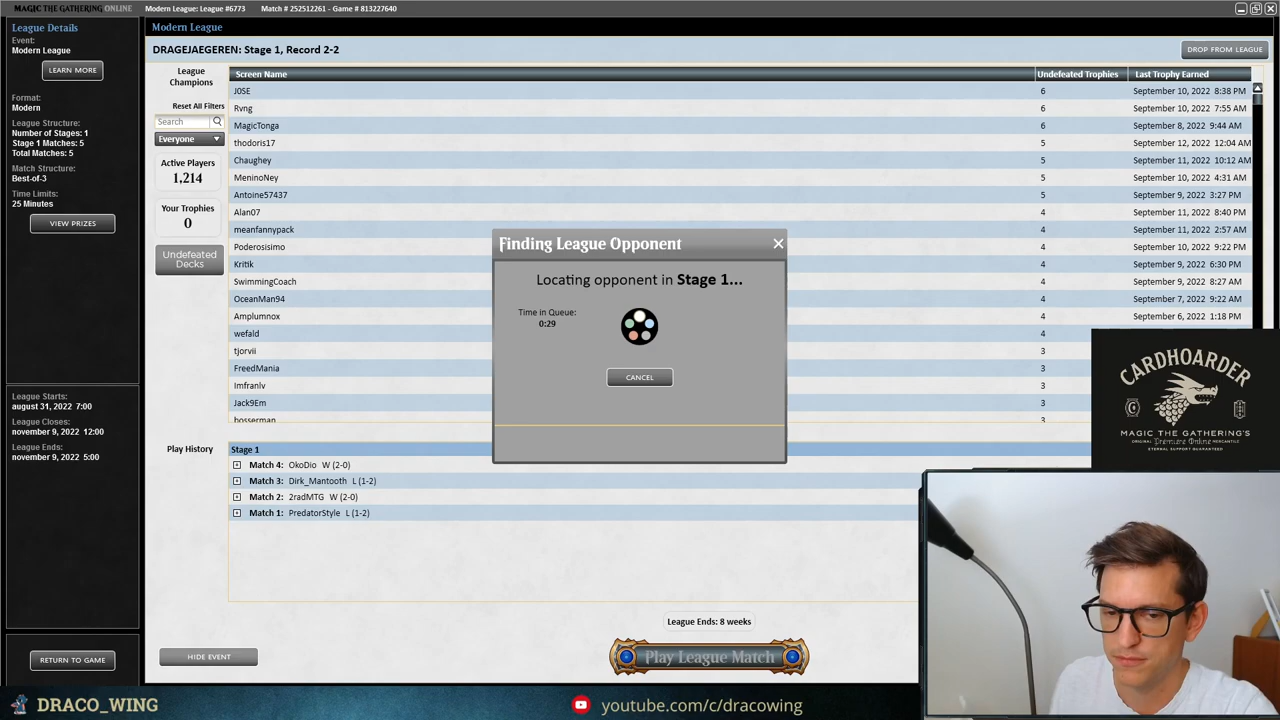 MAGIC THE GATHERING ONLINE
Modern League: League #6773
Match # 252512261 - Game # 813227640
League Details
Event:
Modern League
LEARN MORE
Format:
Modern
League Structure:
Number of Stages: 1
Stage 1 Matches: 5
Total Matches: 5
Match Structure:
Best-of-3
Time Limits:
25 Minutes
VIEW PRIZES
League Starts:
august 31, 2022 7:00
League Closes:
november 9, 2022 12:00
League Ends:
november 9, 2022 5:00
RETURN TO GAME
Modern League
DRAGEJAEGEREN: Stage 1, Record 2-2
DROP FROM LEAGUE
League Champions
Reset All Filters
Search
Everyone
Active Players
1,214
Your Trophies
0
Undefeated Decks
Screen Name Undefeated Trophies Last Trophy Earned
J0SE 6 September 10, 2022 8:38 PM
Rvng 6 September 10, 2022 7:55 AM
MagicTonga 6 September 8, 2022 9:44 AM
thodoris17 5 September 12, 2022 12:04 AM
Chaughey 5 September 11, 2022 10:12 AM
MeninoNey 5 September 10, 2022 4:31 AM
Antoine57437 5 September 9, 2022 3:27 PM
Alan07 4 September 11, 2022 8:40 PM
meanfannypack 4 September 11, 2022 2:57 AM
Poderosisimo 4 September 10, 2022 9:22 PM
Kritik 4 September 9, 2022 6:30 PM
SwimmingCoach 4 September 9, 2022 8:27 AM
OceanMan94 4 September 7, 2022 9:22 AM
Amplumnox 4 September 6, 2022 1:18 PM
wefald 4
tjorvii 3
FreedMania 3
Imfranlv 3
Jack9Em 3
bosserman 3
Finding League Opponent
Locating opponent in Stage 1...
Time in Queue:
0:29
CANCEL
Play History
Stage 1
Match 4: OkoDio W (2-0)
Match 3: Dirk_Mantooth L (1-2)
Match 2: 2radMTG W (2-0)
Match 1: PredatorStyle L (1-2)
League Ends: 8 weeks
HIDE EVENT
Play League Match
CARDHOARDER
MAGIC THE GATHERING'S
ORIGINAL Premiere Online MERCANTILE
ETERNAL SUPPORT GUARANTEED
DRACO_WING
youtube.com/c/dracowing